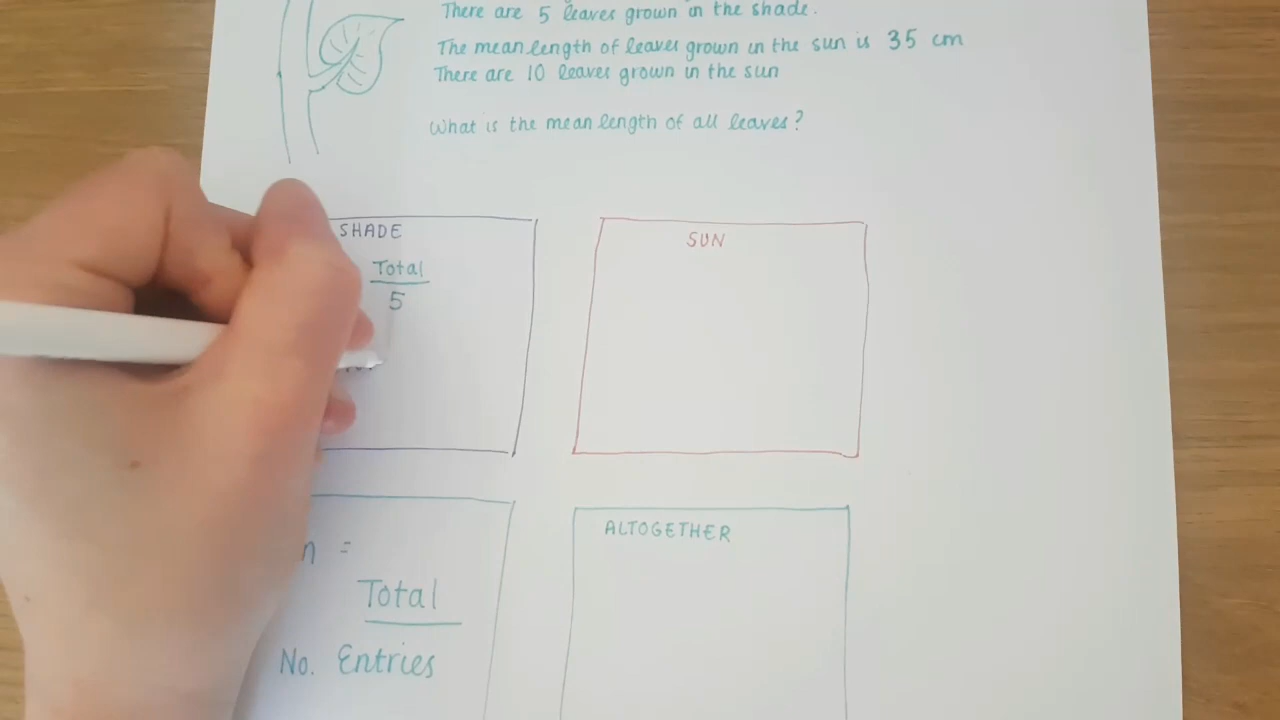 There are 5 leaves grown in the shade.
The mean length of leaves grown in the sun is 35 cm
There are 10 leaves grown in the sun
What is the mean length of all leaves?
SHADE
Total
5
SUN
=
Total
No. Entries
ALTOGETHER